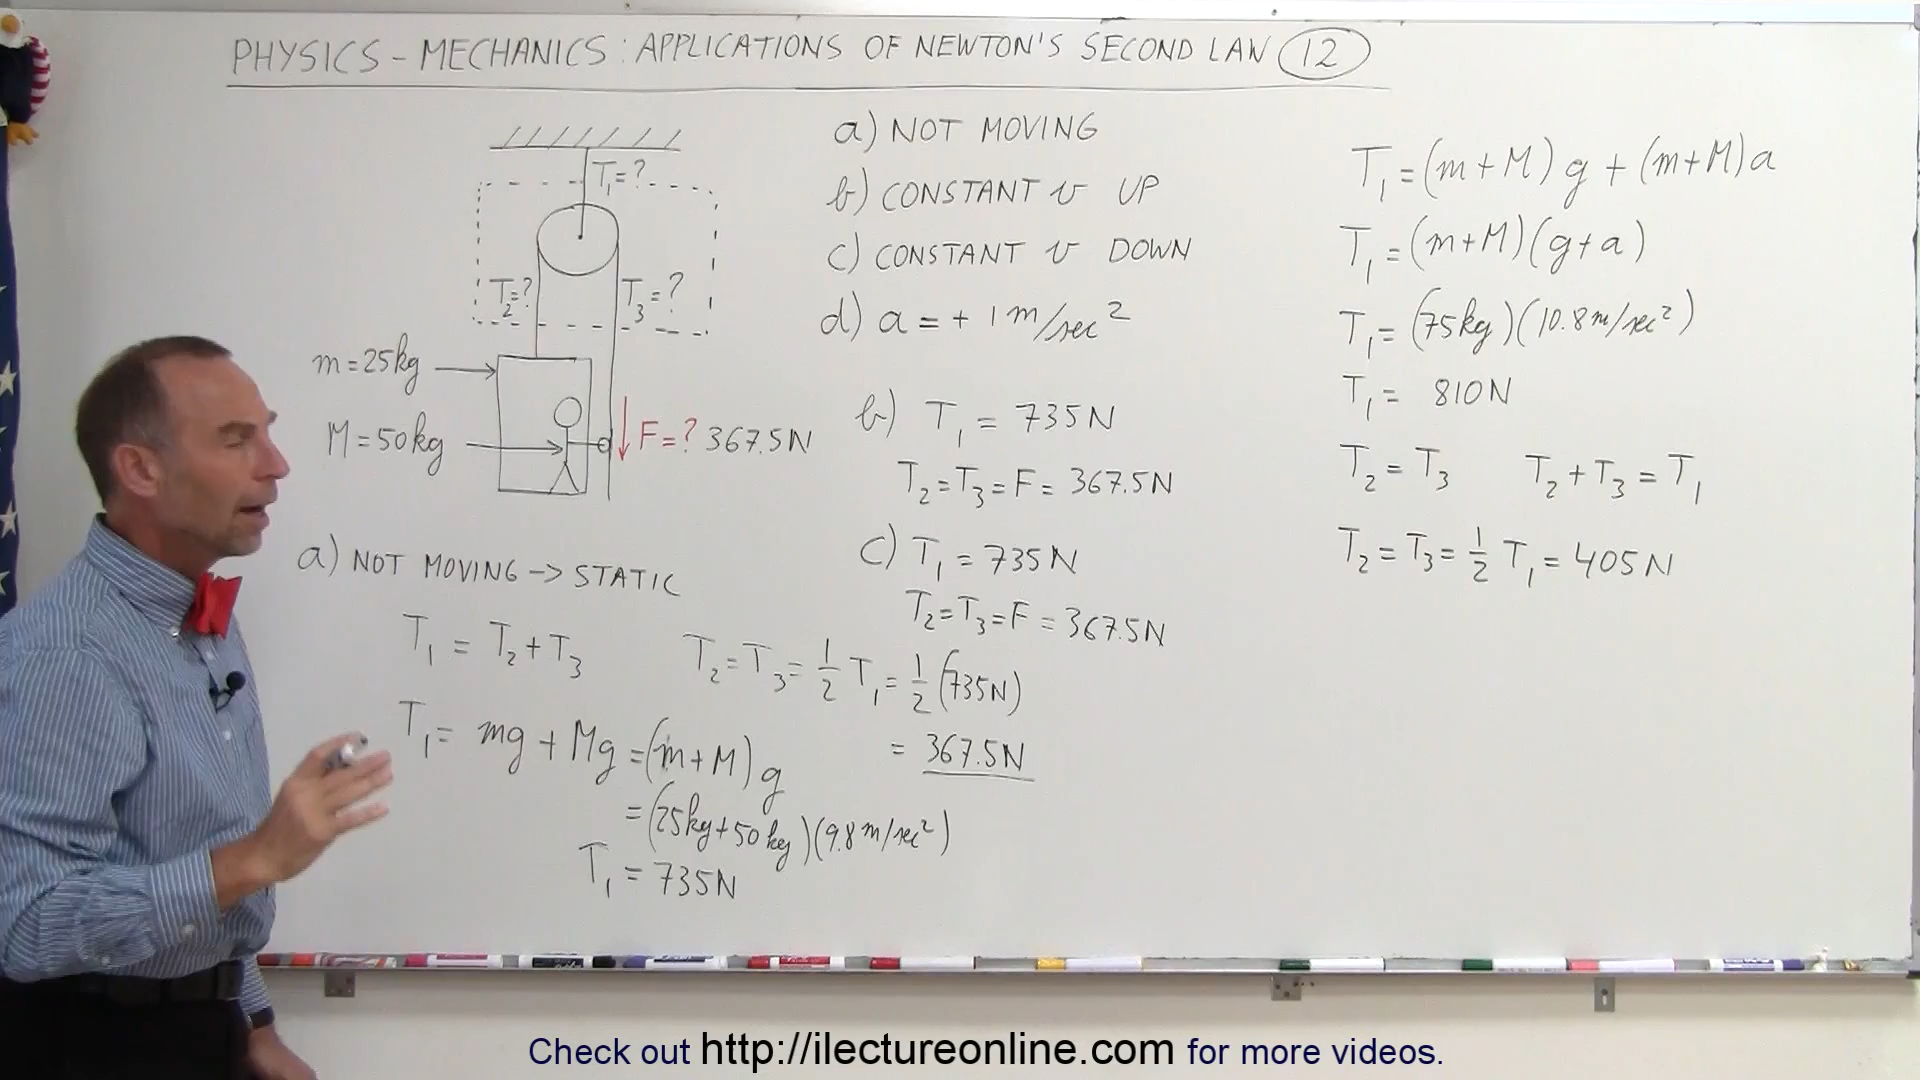 PHYSICS - MECHANICS: APPLICATIONS OF NEWTON'S SECOND LAW 12
T₁=?
T₂=?
T₃=?
m=25kg
M=50kg
F=? 367.5N
a) NOT MOVING
b) CONSTANT v UP
c) CONSTANT v DOWN
d) a = + 1 m/sec²
a) NOT MOVING -> STATIC
T₁ = T₂ + T₃
T₂ = T₃ = 1/2 T₁ = 1/2 (735N)
= 367.5N
T₁ = mg + Mg = (m+M) g
= (25kg+50kg)(9.8 m/sec²)
T₁ = 735N
b) T₁ = 735N
T₂=T₃=F= 367.5N
c) T₁ = 735N
T₂=T₃=F = 367.5N
T₁ = (m+M) g + (m+M) a
T₁ = (m+M)(g+a)
T₁ = (75kg)(10.8 m/sec²)
T₁ = 810N
T₂ = T₃ T₂ + T₃ = T₁
T₂ = T₃ = 1/2 T₁ = 405N
Check out http://ilectureonline.com for more videos.